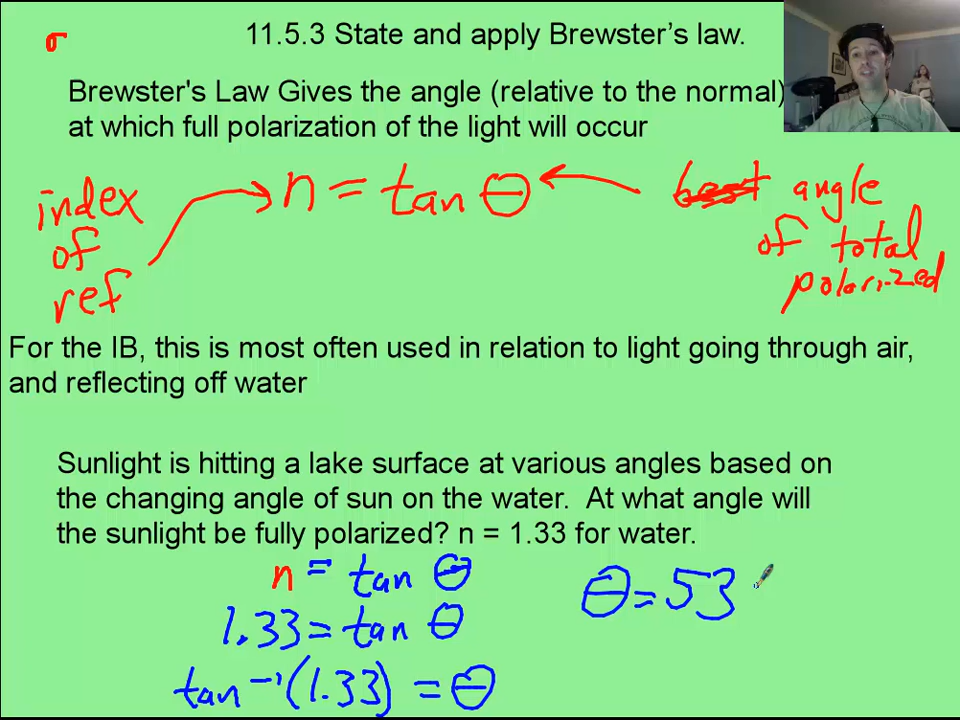 σ
11.5.3 State and apply Brewster's law.
Brewster's Law Gives the angle (relative to the normal)
at which full polarization of the light will occur
index
of
ref
n = tan θ
best angle
of total
polarized
For the IB, this is most often used in relation to light going through air,
and reflecting off water
Sunlight is hitting a lake surface at various angles based on
the changing angle of sun on the water. At what angle will
the sunlight be fully polarized? n = 1.33 for water.
n = tan θ
1.33 = tan θ
tan⁻¹(1.33) = θ
θ = 53